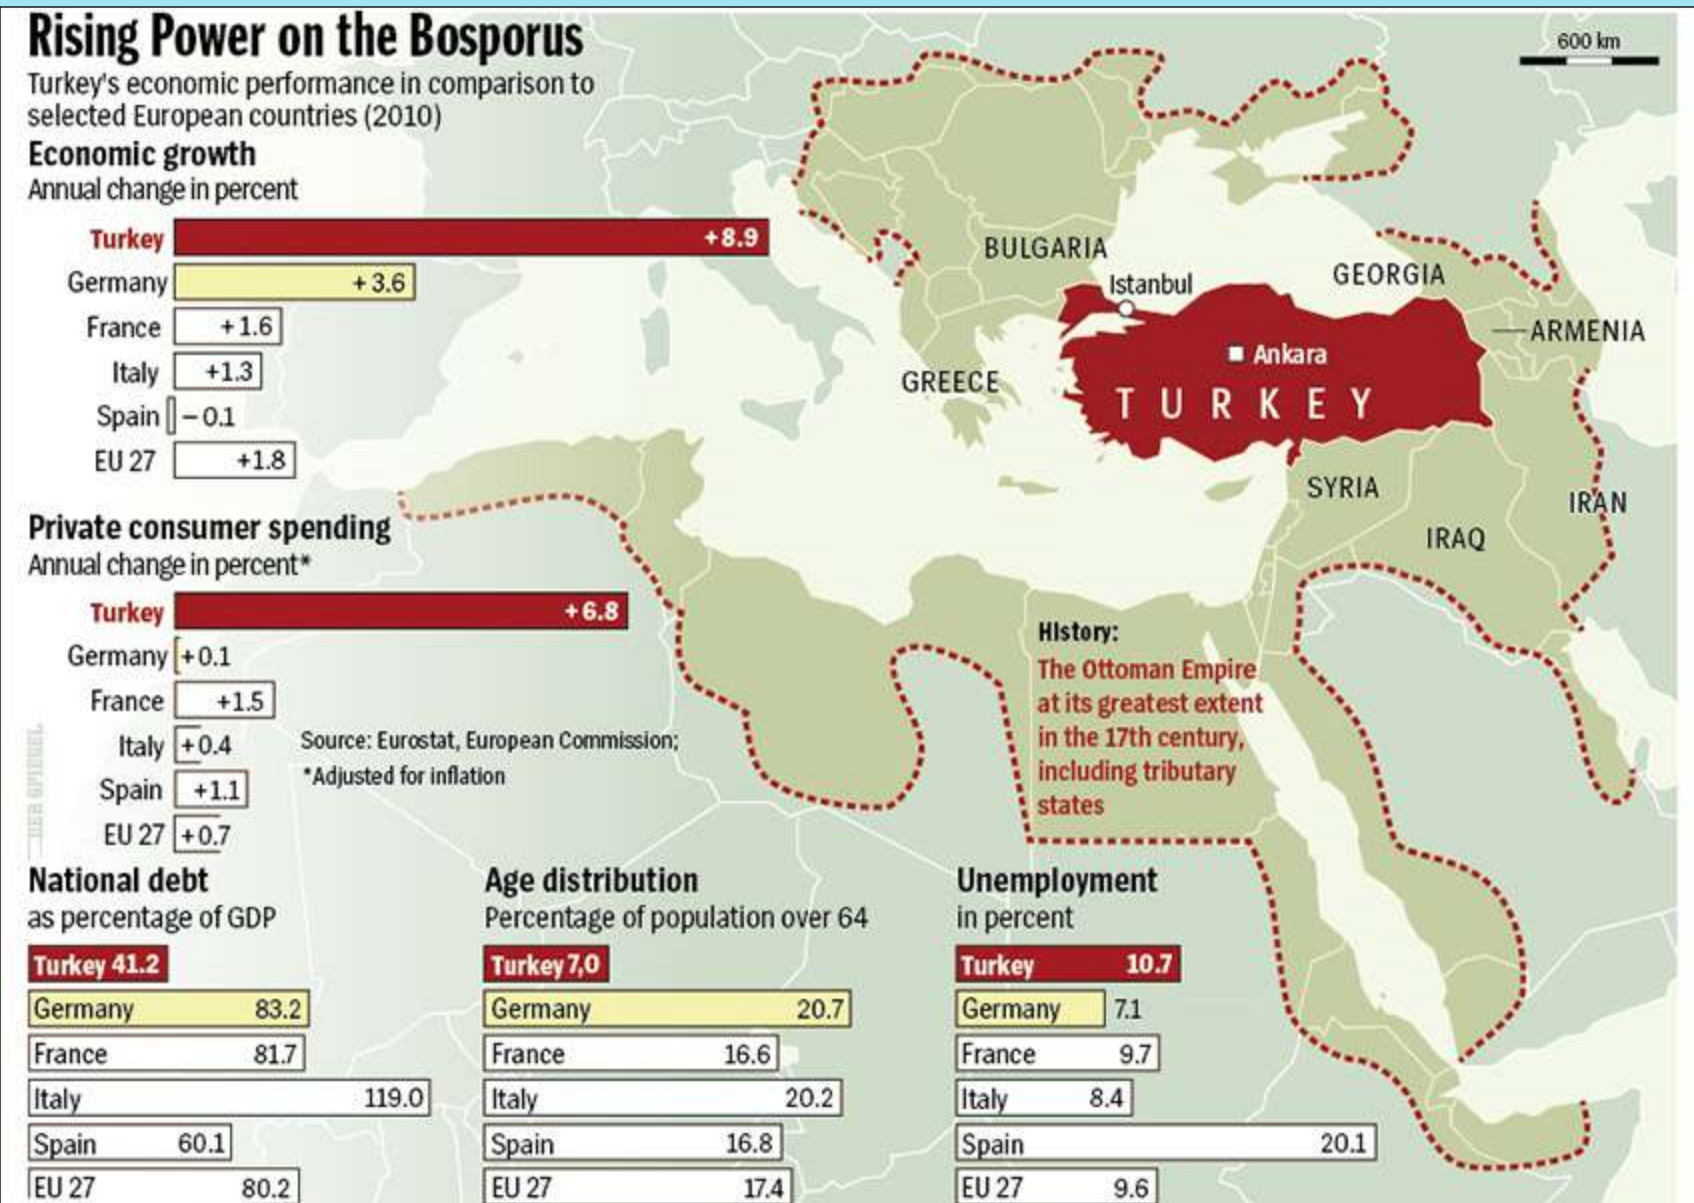 Rising Power on the Bosporus
Turkey's economic performance in comparison to
selected European countries (2010)
Economic growth
Annual change in percent
Turkey +8.9
Germany +3.6
France +1.6
Italy +1.3
Spain –0.1
EU 27 +1.8
Private consumer spending
Annual change in percent*
Turkey +6.8
Germany +0.1
France +1.5
Italy +0.4
Spain +1.1
EU 27 +0.7
Source: Eurostat, European Commission;
*Adjusted for inflation
DER SPIEGEL
National debt
as percentage of GDP
Turkey 41.2
Germany 83.2
France 81.7
Italy 119.0
Spain 60.1
EU 27 80.2
Age distribution
Percentage of population over 64
Turkey 7,0
Germany 20.7
France 16.6
Italy 20.2
Spain 16.8
EU 27 17.4
Unemployment
in percent
Turkey 10.7
Germany 7.1
France 9.7
Italy 8.4
Spain 20.1
EU 27 9.6
600 km
BULGARIA
Istanbul
GEORGIA
ARMENIA
Ankara
GREECE
TURKEY
SYRIA
IRAN
IRAQ
History:
The Ottoman Empire
at its greatest extent
in the 17th century,
including tributary
states